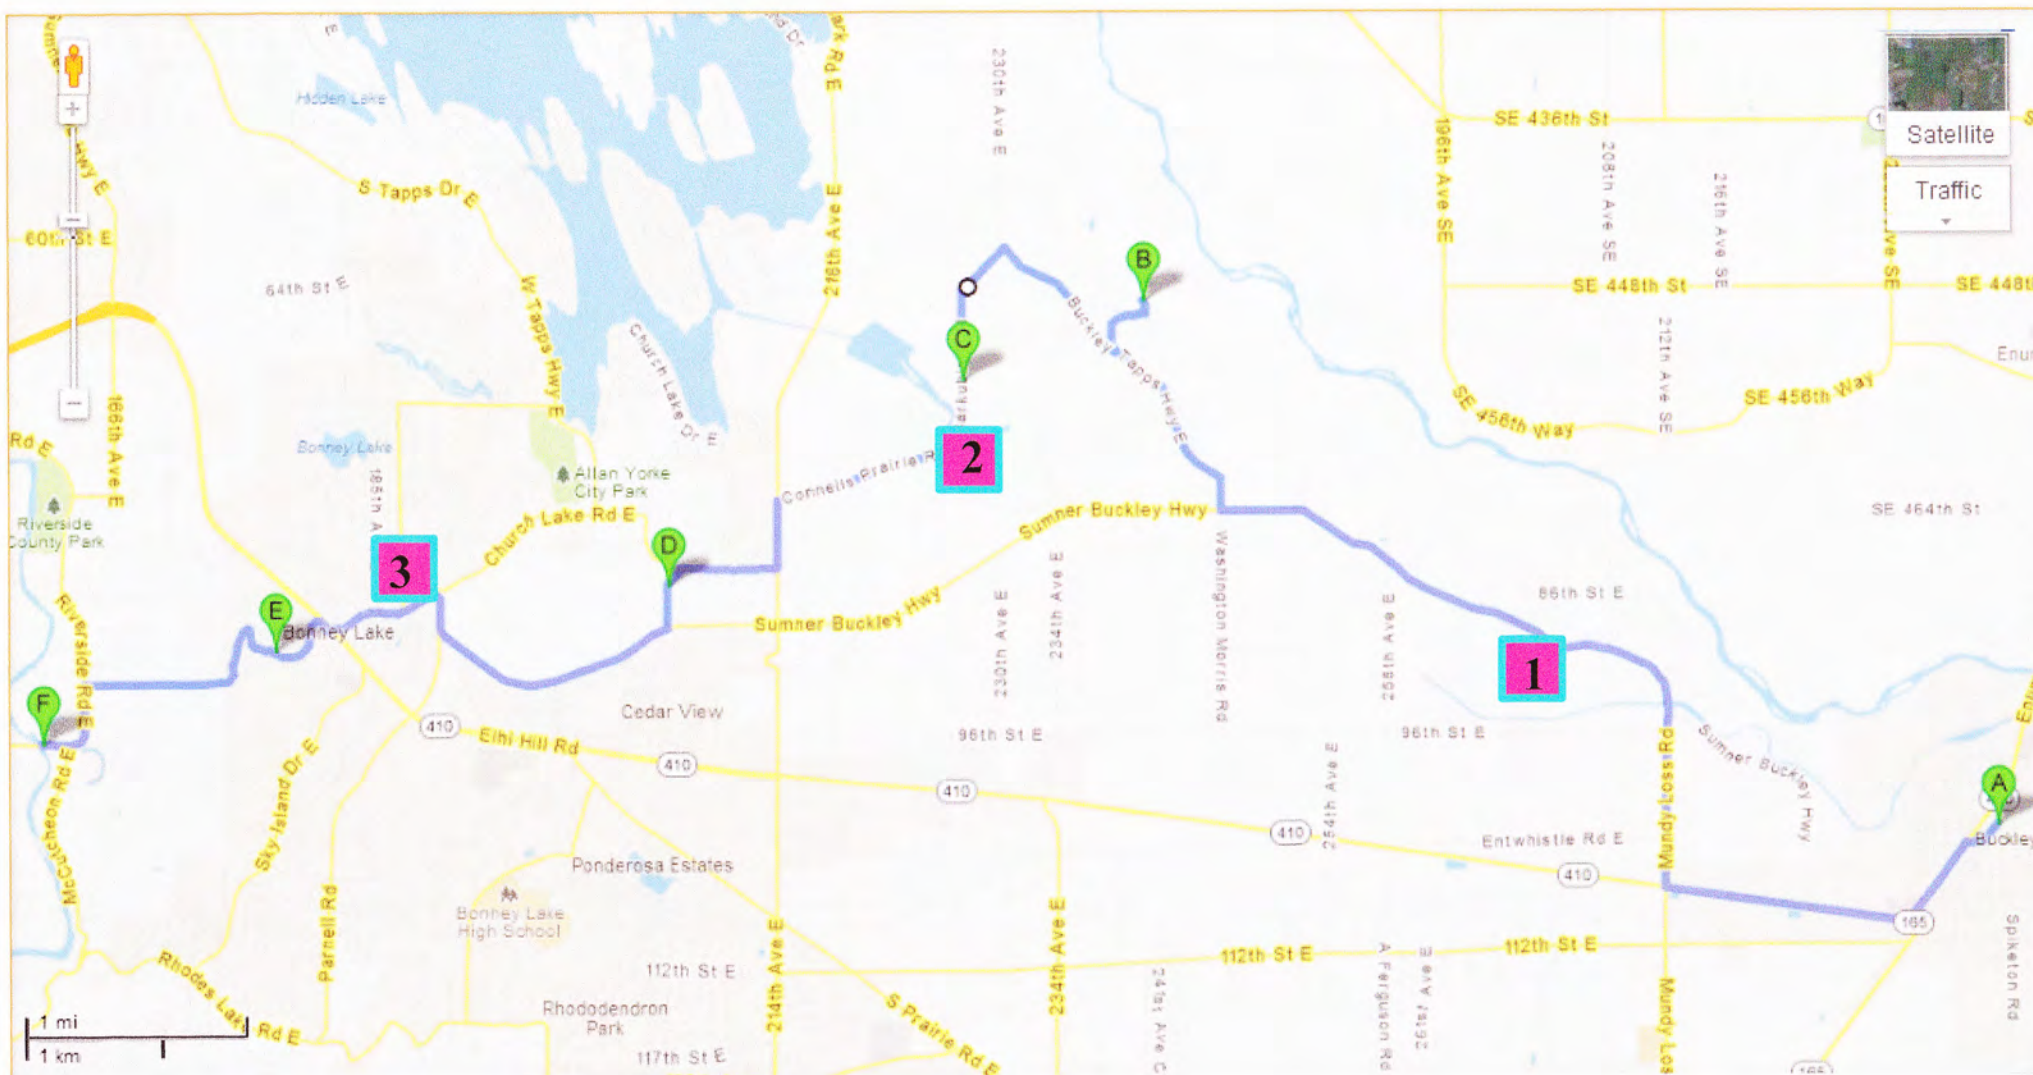 Hidden Lake
230th Ave E
216th Ave E
S Tapps Dr E
W Tapps Hwy E
Church Lake Dr E
60th St E
64th St E
166th Ave E
Hwy E
Rd E
Bonney Lake
Allan Yorke
City Park
Riverside
County Park
Riverside Rd E
Church Lake Rd E
Connells Prairie R
Buckley Tapps Hwy E
Sumner Buckley Hwy
Sumner Buckley Hwy
Sumner Buckley Hwy
Washington Morris Rd
230th Ave E
234th Ave E
SE 436th St
196th Ave SE
208th Ave SE
216th Ave SE
SE 448th St
SE 448t
212th Ave SE
SE 456th Way
SE 456th Way
SE 464th St
86th St E
96th St E
96th St E
254th Ave E
Satellite
Traffic
A
B
C
D
E
F
1
2
3
Bonney Lake
Cedar View
Elhi Hill Rd
410
410
410
410
410
165
Entwhistle Rd E
Mundy Loss Rd
Mundy Los
Buckley
Spiketon Rd
McCutcheon Rd E
Sky Island Dr E
Parnell Rd
Rhodes Lake Rd E
Ponderosa Estates
Bonney Lake
High School
Rhododendron
Park
112th St E
112th St E
112th St E
117th St E
214th Ave E
234th Ave E
S Prairie Rd E
241st Ave C
A Ferguson Rd
1 mi
1 km